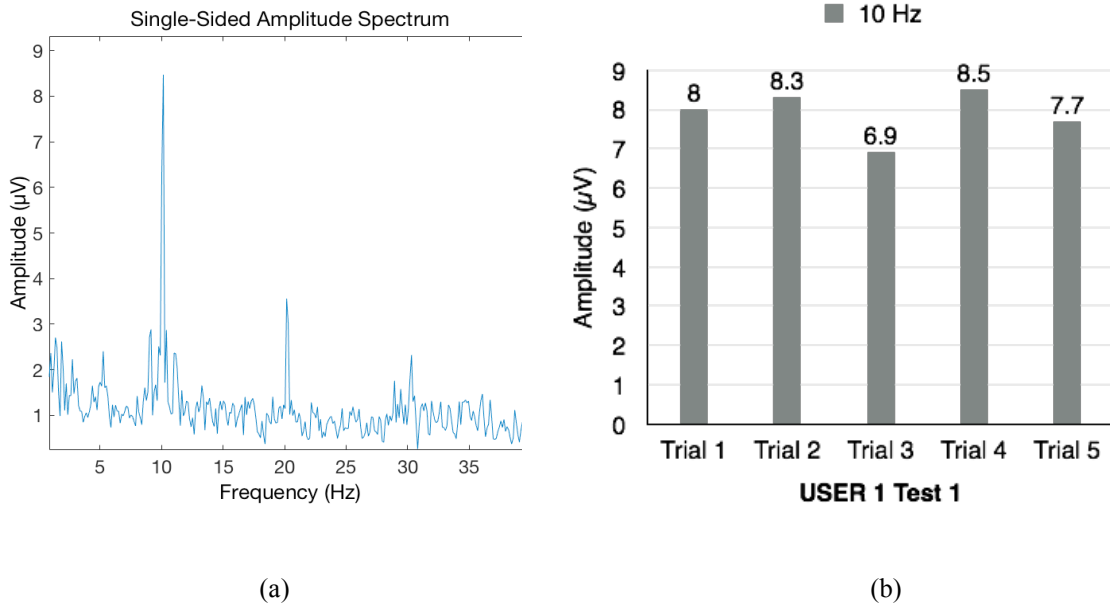 Single-Sided Amplitude Spectrum
9
8
7
6
5
4
3
2
1
Amplitude (µV)
5 10 15 20 25 30 35
Frequency (Hz)
(a)
10 Hz
9
8
7
6
5
4
3
2
1
0
Amplitude (µV)
8 8.3 6.9 8.5 7.7
Trial 1 Trial 2 Trial 3 Trial 4 Trial 5
USER 1 Test 1
(b)